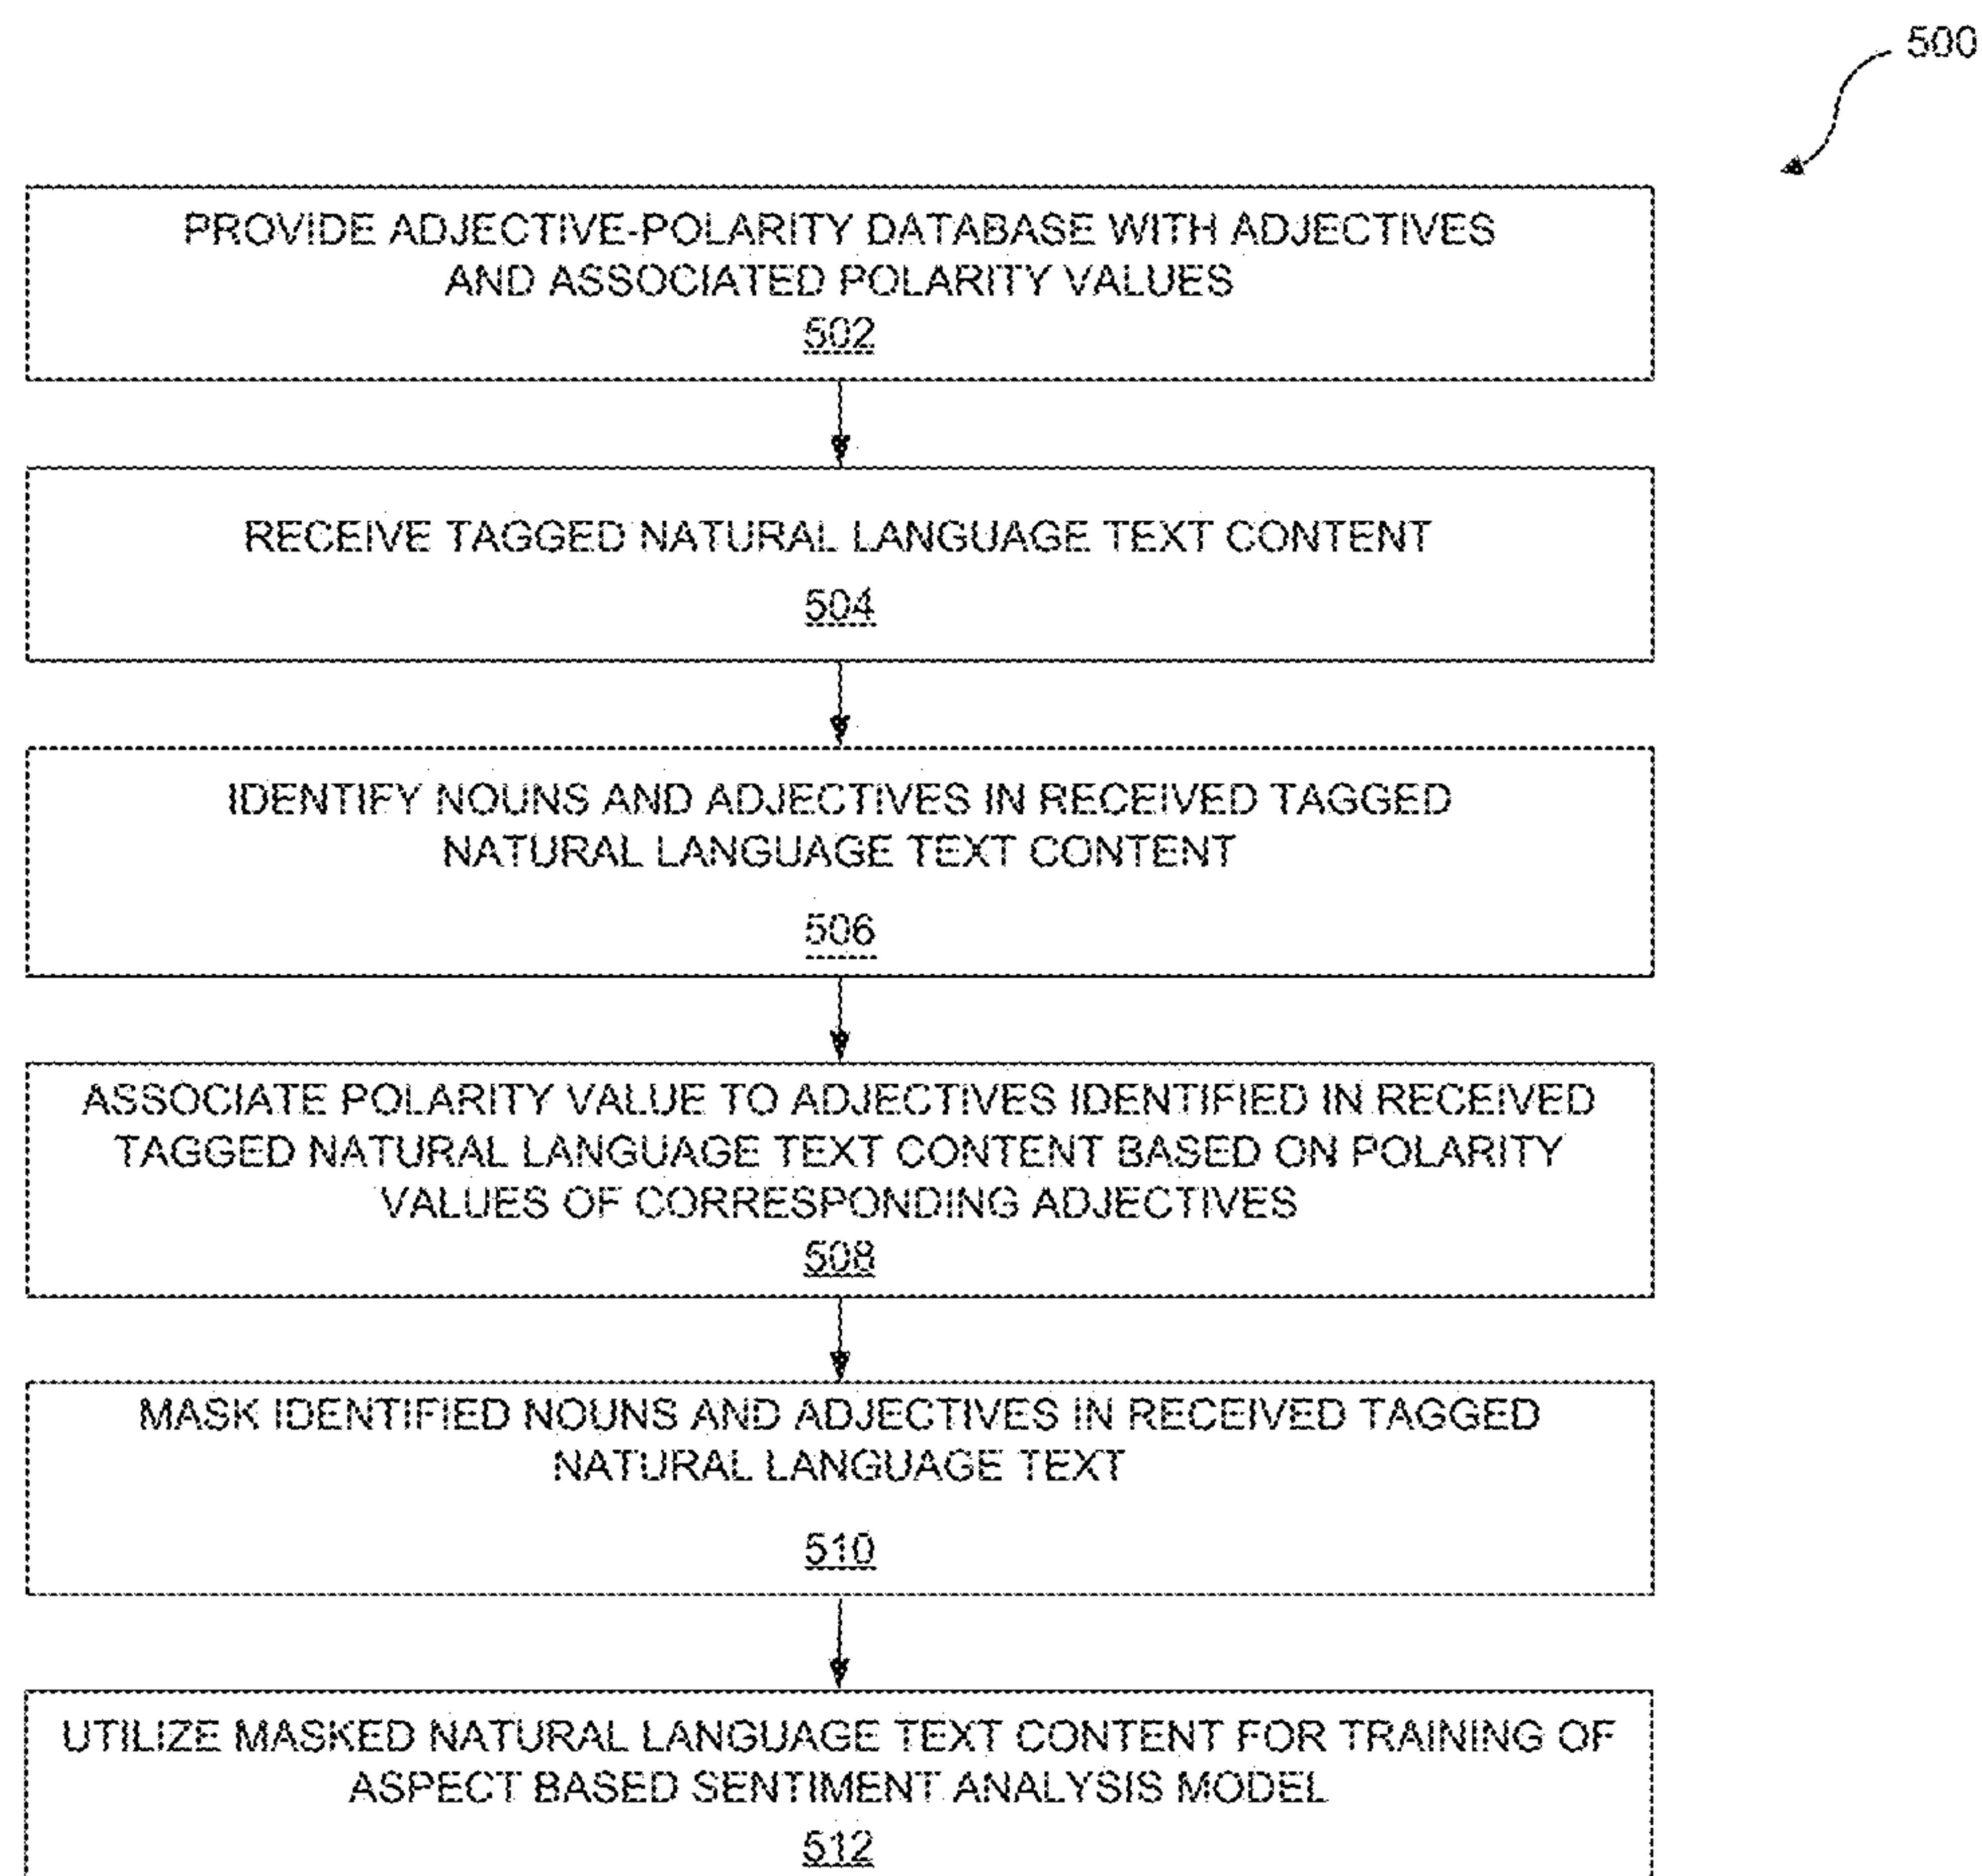 500
PROVIDE ADJECTIVE-POLARITY DATABASE WITH ADJECTIVES
AND ASSOCIATED POLARITY VALUES
502
RECEIVE TAGGED NATURAL LANGUAGE TEXT CONTENT
504
IDENTIFY NOUNS AND ADJECTIVES IN RECEIVED TAGGED
NATURAL LANGUAGE TEXT CONTENT
506
ASSOCIATE POLARITY VALUE TO ADJECTIVES IDENTIFIED IN RECEIVED
TAGGED NATURAL LANGUAGE TEXT CONTENT BASED ON POLARITY
VALUES OF CORRESPONDING ADJECTIVES
508
MASK IDENTIFIED NOUNS AND ADJECTIVES IN RECEIVED TAGGED
NATURAL LANGUAGE TEXT
510
UTILIZE MASKED NATURAL LANGUAGE TEXT CONTENT FOR TRAINING OF
ASPECT BASED SENTIMENT ANALYSIS MODEL
512